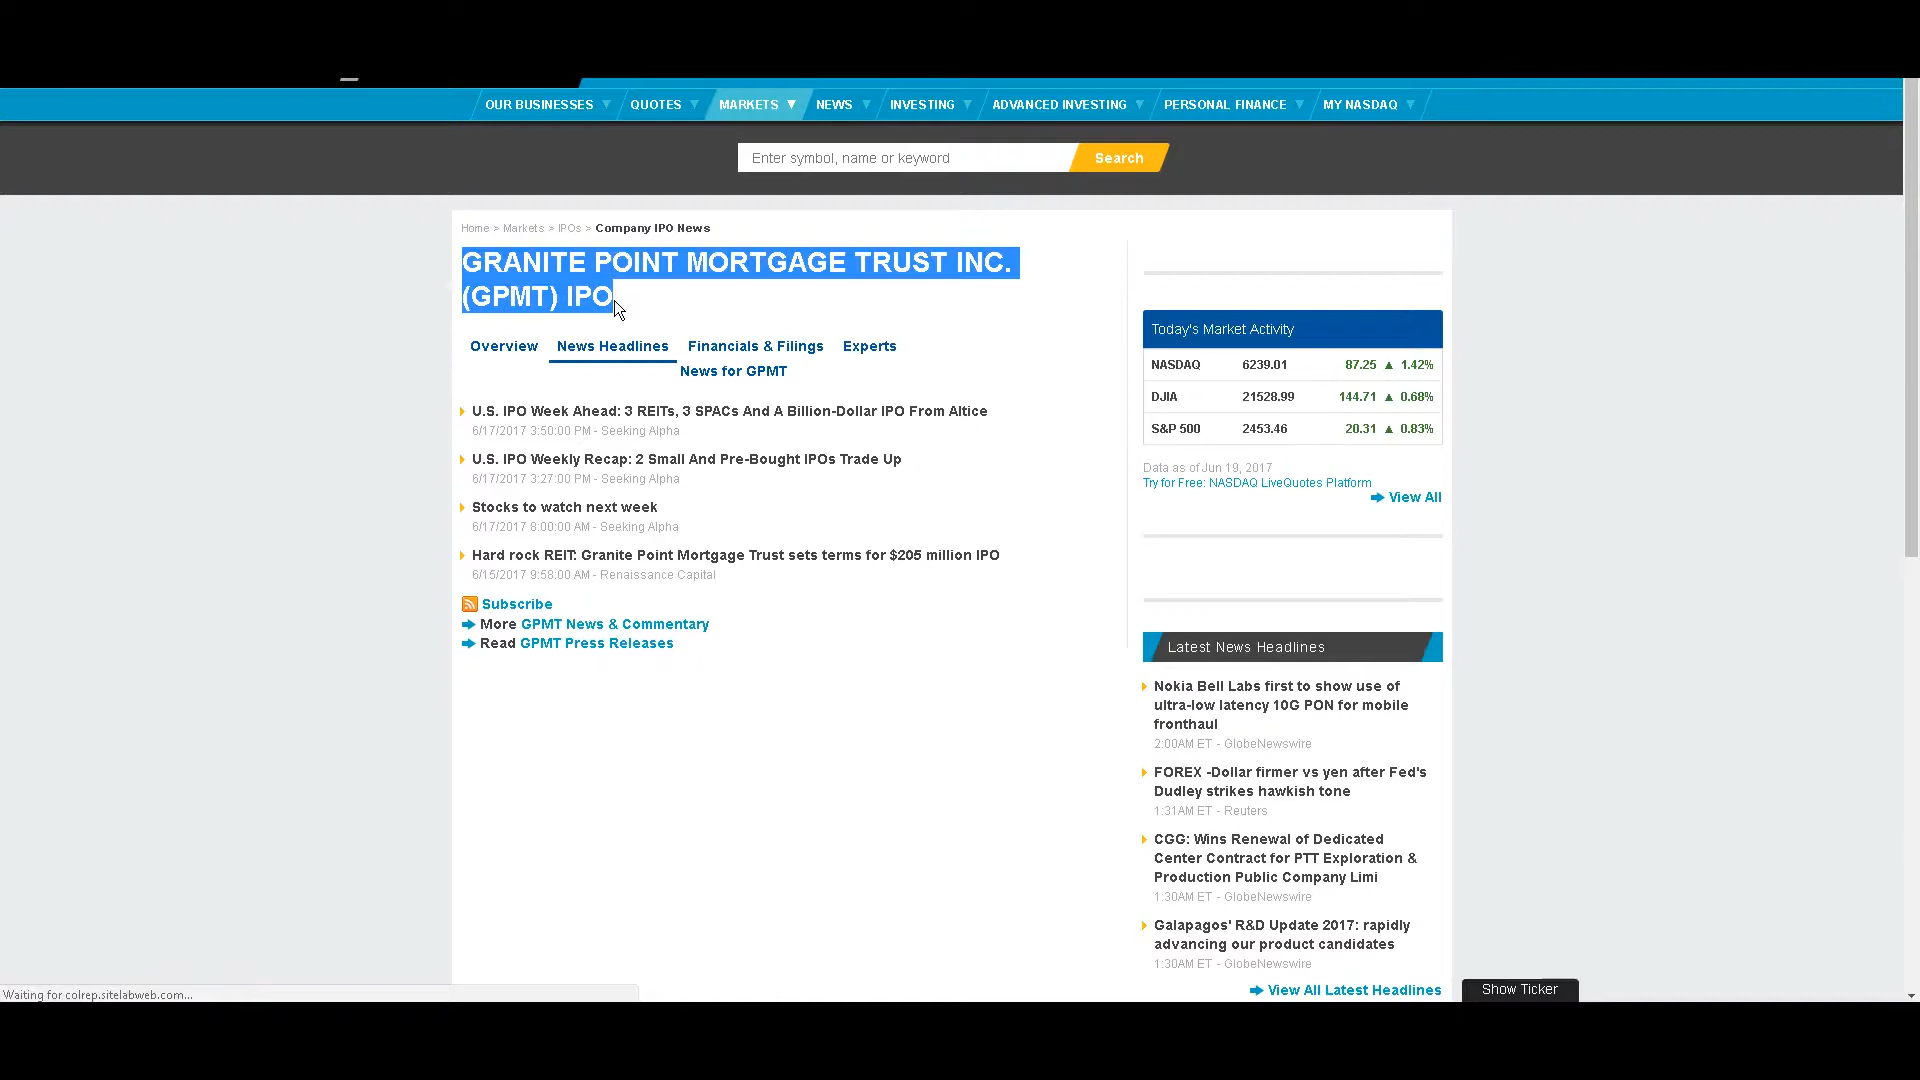 OUR BUSINESSES QUOTES MARKETS NEWS INVESTING ADVANCED INVESTING PERSONAL FINANCE MY NASDAQ
Enter symbol, name or keyword Search
Home > Markets > IPOs > Company IPO News
GRANITE POINT MORTGAGE TRUST INC.
(GPMT) IPO
Overview News Headlines Financials & Filings Experts
News for GPMT
U.S. IPO Week Ahead: 3 REITs, 3 SPACs And A Billion-Dollar IPO From Altice
6/17/2017 3:50:00 PM - Seeking Alpha
U.S. IPO Weekly Recap: 2 Small And Pre-Bought IPOs Trade Up
6/17/2017 3:27:00 PM - Seeking Alpha
Stocks to watch next week
6/17/2017 8:00:00 AM - Seeking Alpha
Hard rock REIT: Granite Point Mortgage Trust sets terms for $205 million IPO
6/15/2017 9:58:00 AM - Renaissance Capital
Subscribe
More GPMT News & Commentary
Read GPMT Press Releases
Today's Market Activity
NASDAQ 6239.01 87.25 ▲ 1.42%
DJIA 21528.99 144.71 ▲ 0.68%
S&P 500 2453.46 20.31 ▲ 0.83%
Data as of Jun 19, 2017
Try for Free: NASDAQ LiveQuotes Platform
View All
Latest News Headlines
Nokia Bell Labs first to show use of
ultra-low latency 10G PON for mobile
fronthaul
2:00AM ET - GlobeNewswire
FOREX -Dollar firmer vs yen after Fed's
Dudley strikes hawkish tone
1:31AM ET - Reuters
CGG: Wins Renewal of Dedicated
Center Contract for PTT Exploration &
Production Public Company Limi
1:30AM ET - GlobeNewswire
Galapagos' R&D Update 2017: rapidly
advancing our product candidates
1:30AM ET - GlobeNewswire
View All Latest Headlines
Show Ticker
Waiting for colrep.sitelabweb.com...